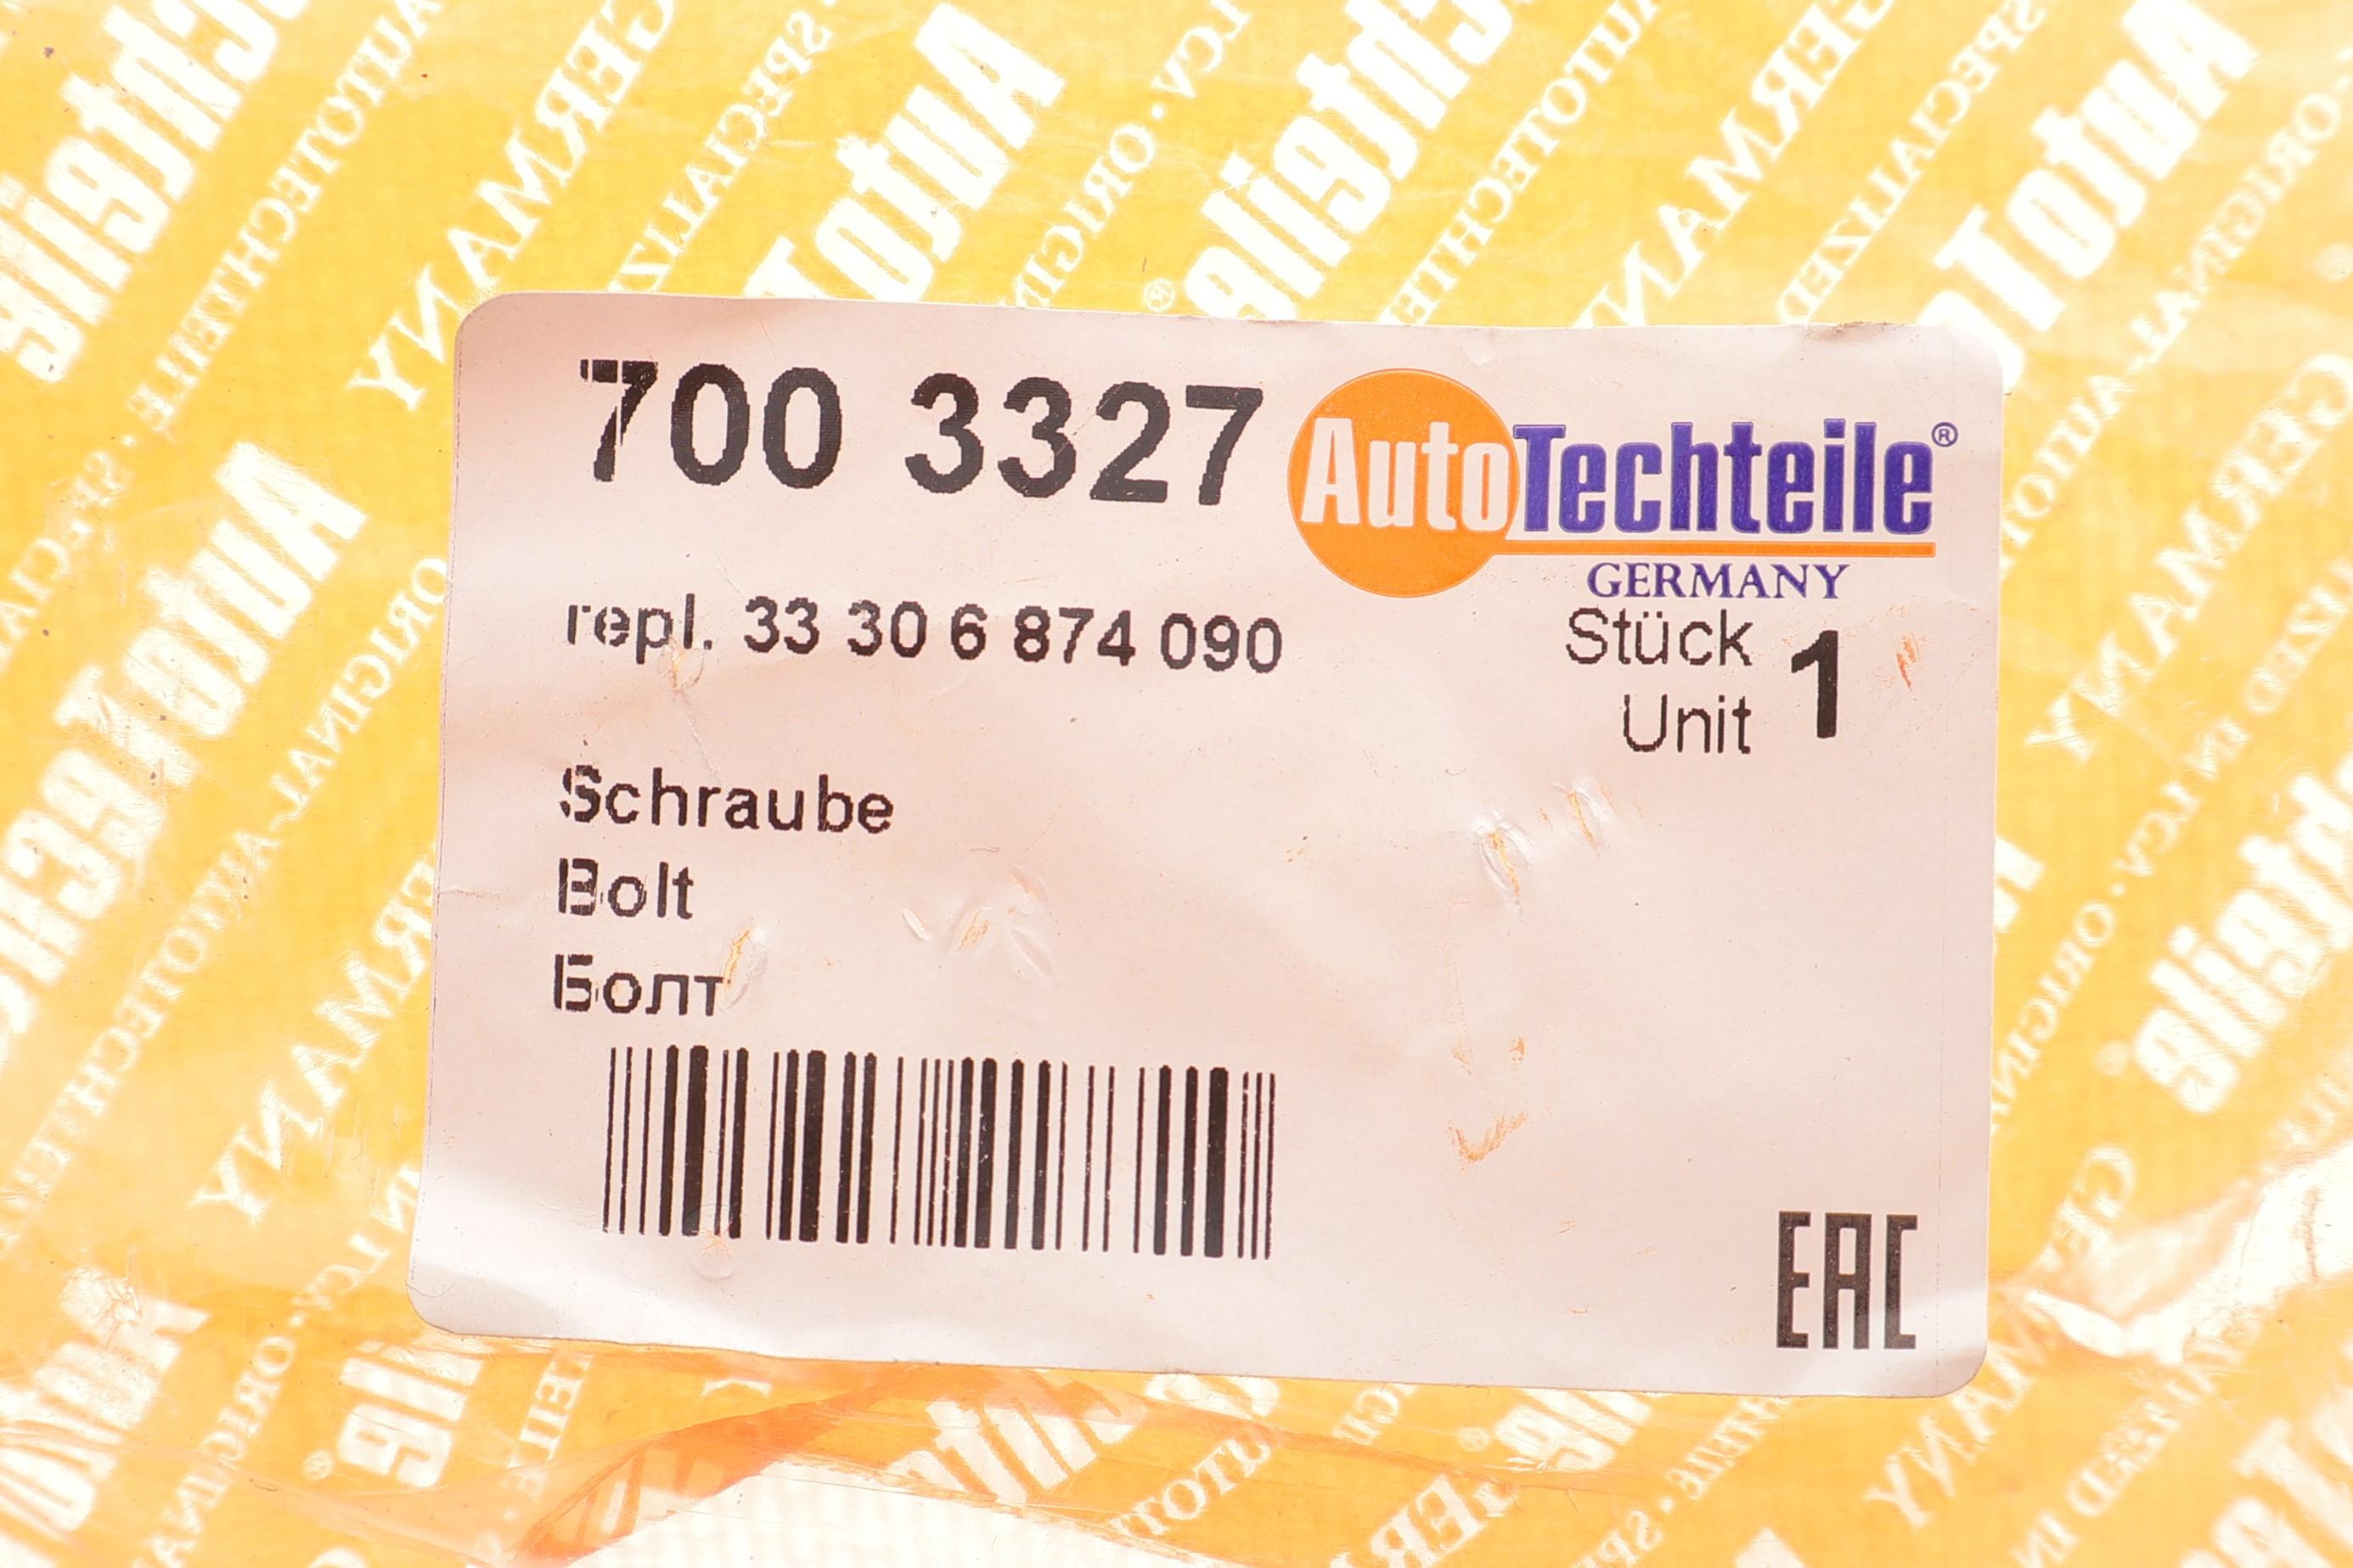 700 3327
AutoTechteile®
GERMANY
repl. 33 30 6 874 090
Stück 1
Unit
Schraube
Bolt
Болт
EAC